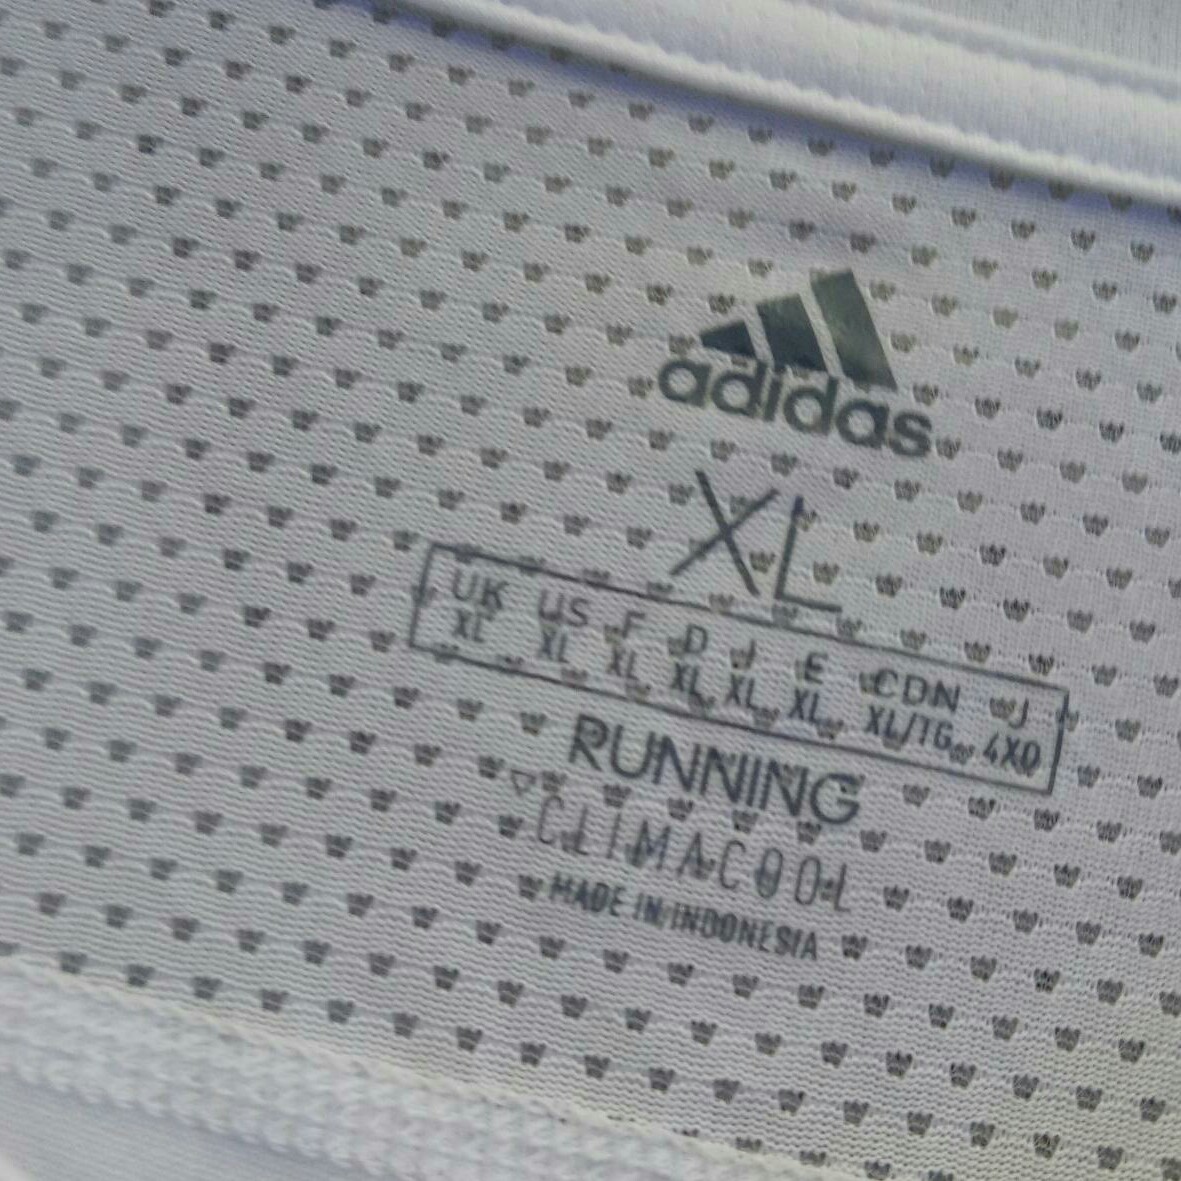 adidas
XL
UK US F D I E CDN J
XL XL XL XL XL XL XL/TG 4XO
RUNNING
CLIMACOOL
MADE IN INDONESIA